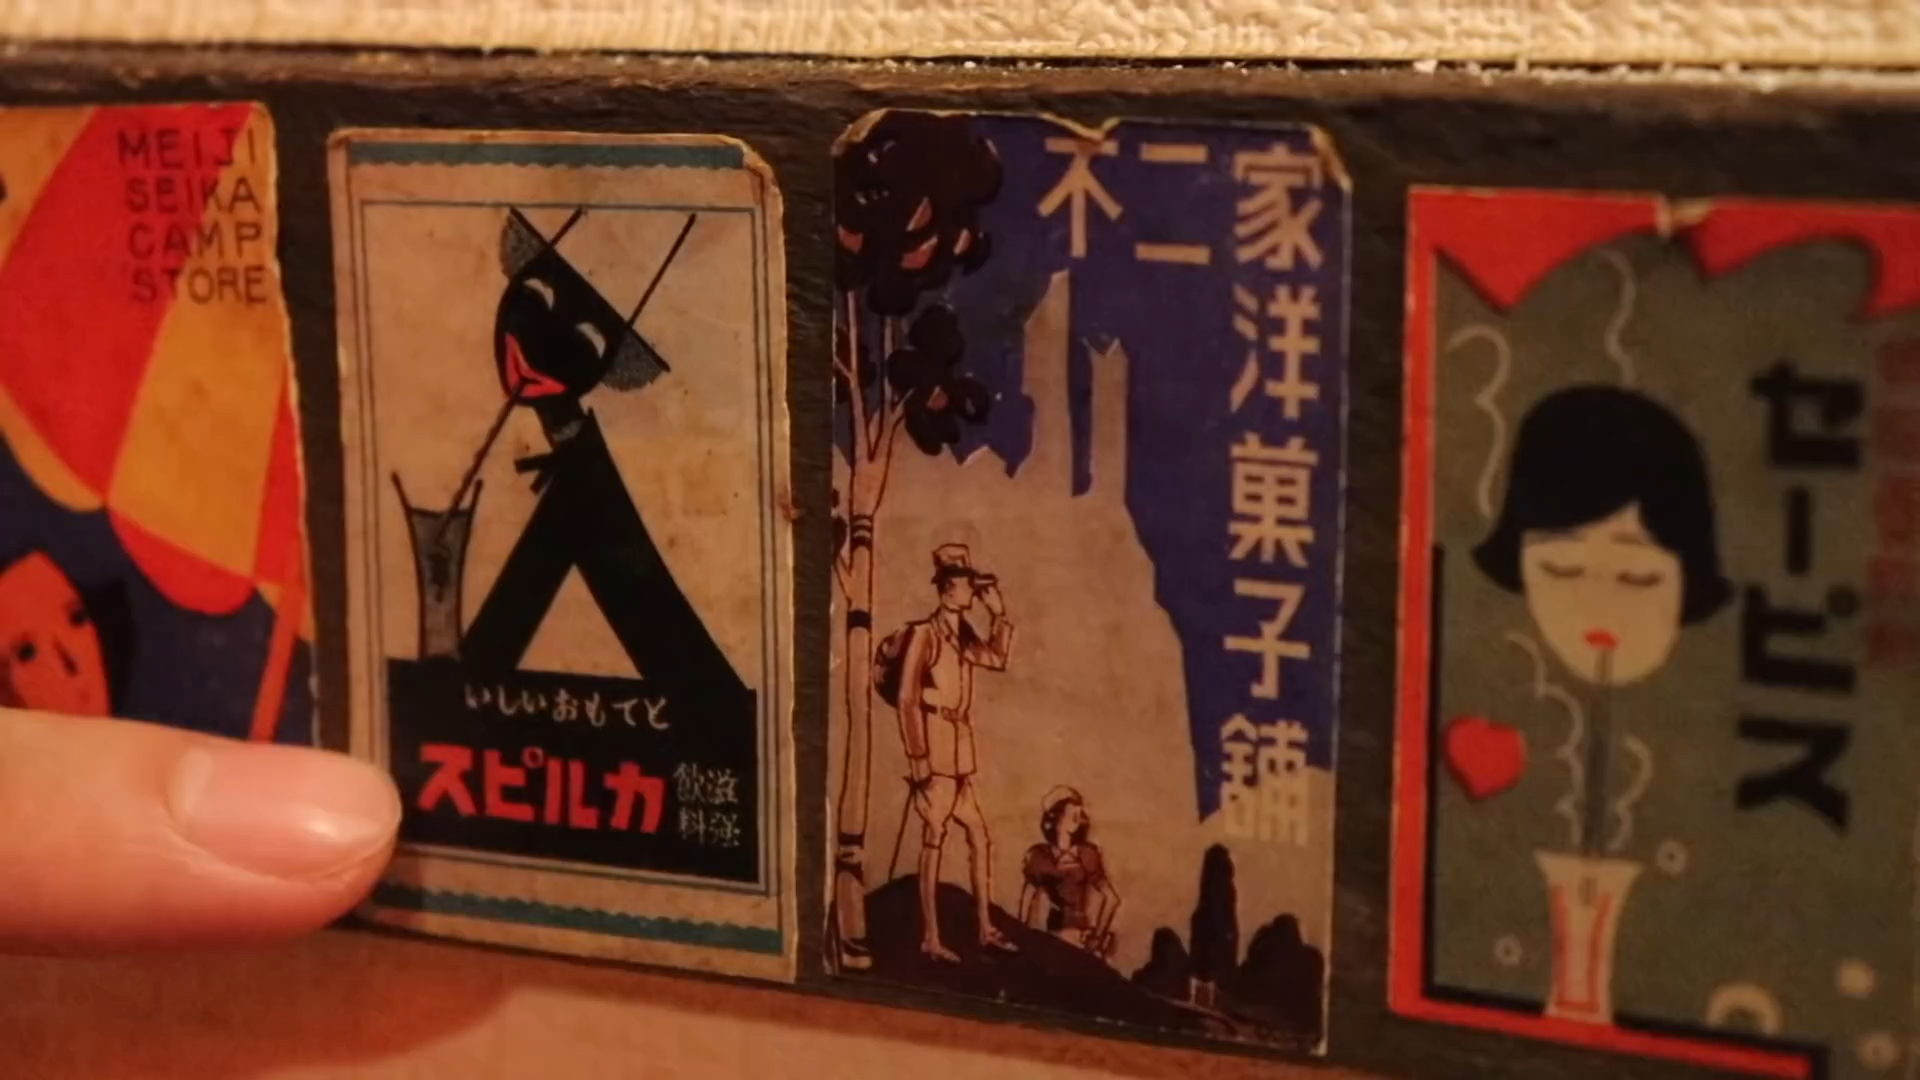 MEIJI
SEIKA
CAMP
STORE
いしいおもてと
スピルカ
飲滋
料强
不二
家洋菓子舗
セーピス